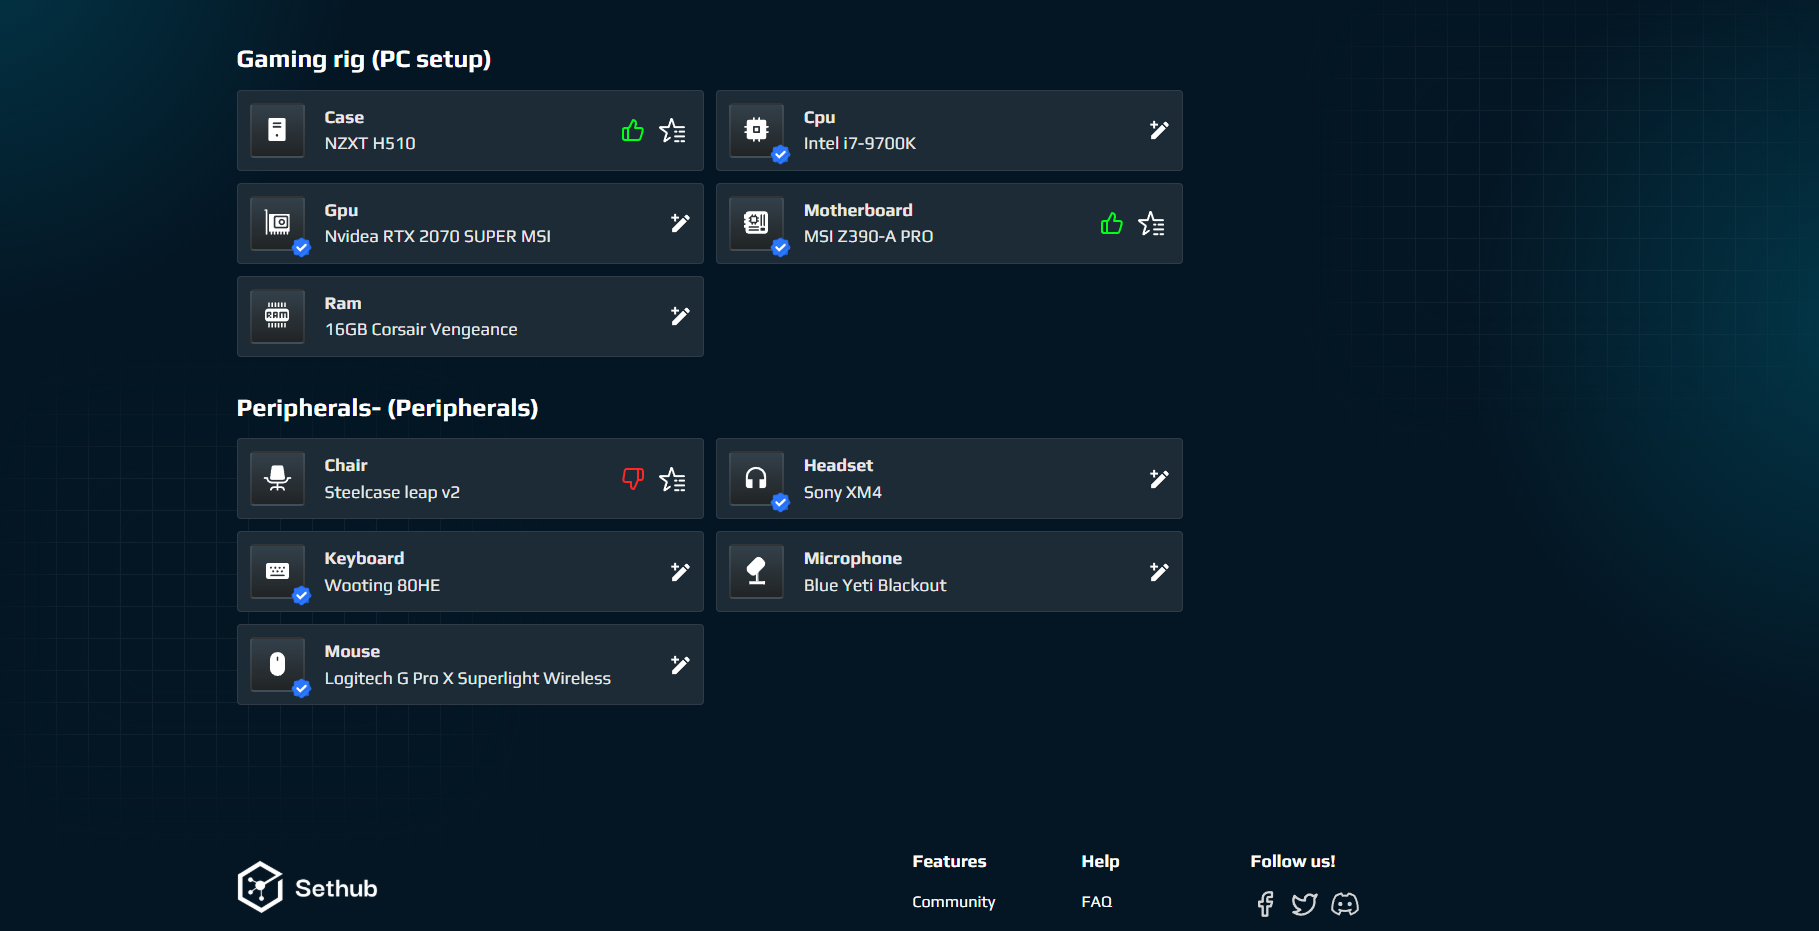 Gaming rig (PC setup)
Case
NZXT H510
Cpu
Intel i7-9700K
Gpu
Nvidea RTX 2070 SUPER MSI
Motherboard
MSI Z390-A PRO
RAM
Ram
16GB Corsair Vengeance
Peripherals- (Peripherals)
Chair
Steelcase leap v2
Headset
Sony XM4
Keyboard
Wooting 80HE
Microphone
Blue Yeti Blackout
Mouse
Logitech G Pro X Superlight Wireless
Sethub
Features
Community
Help
FAQ
Follow us!